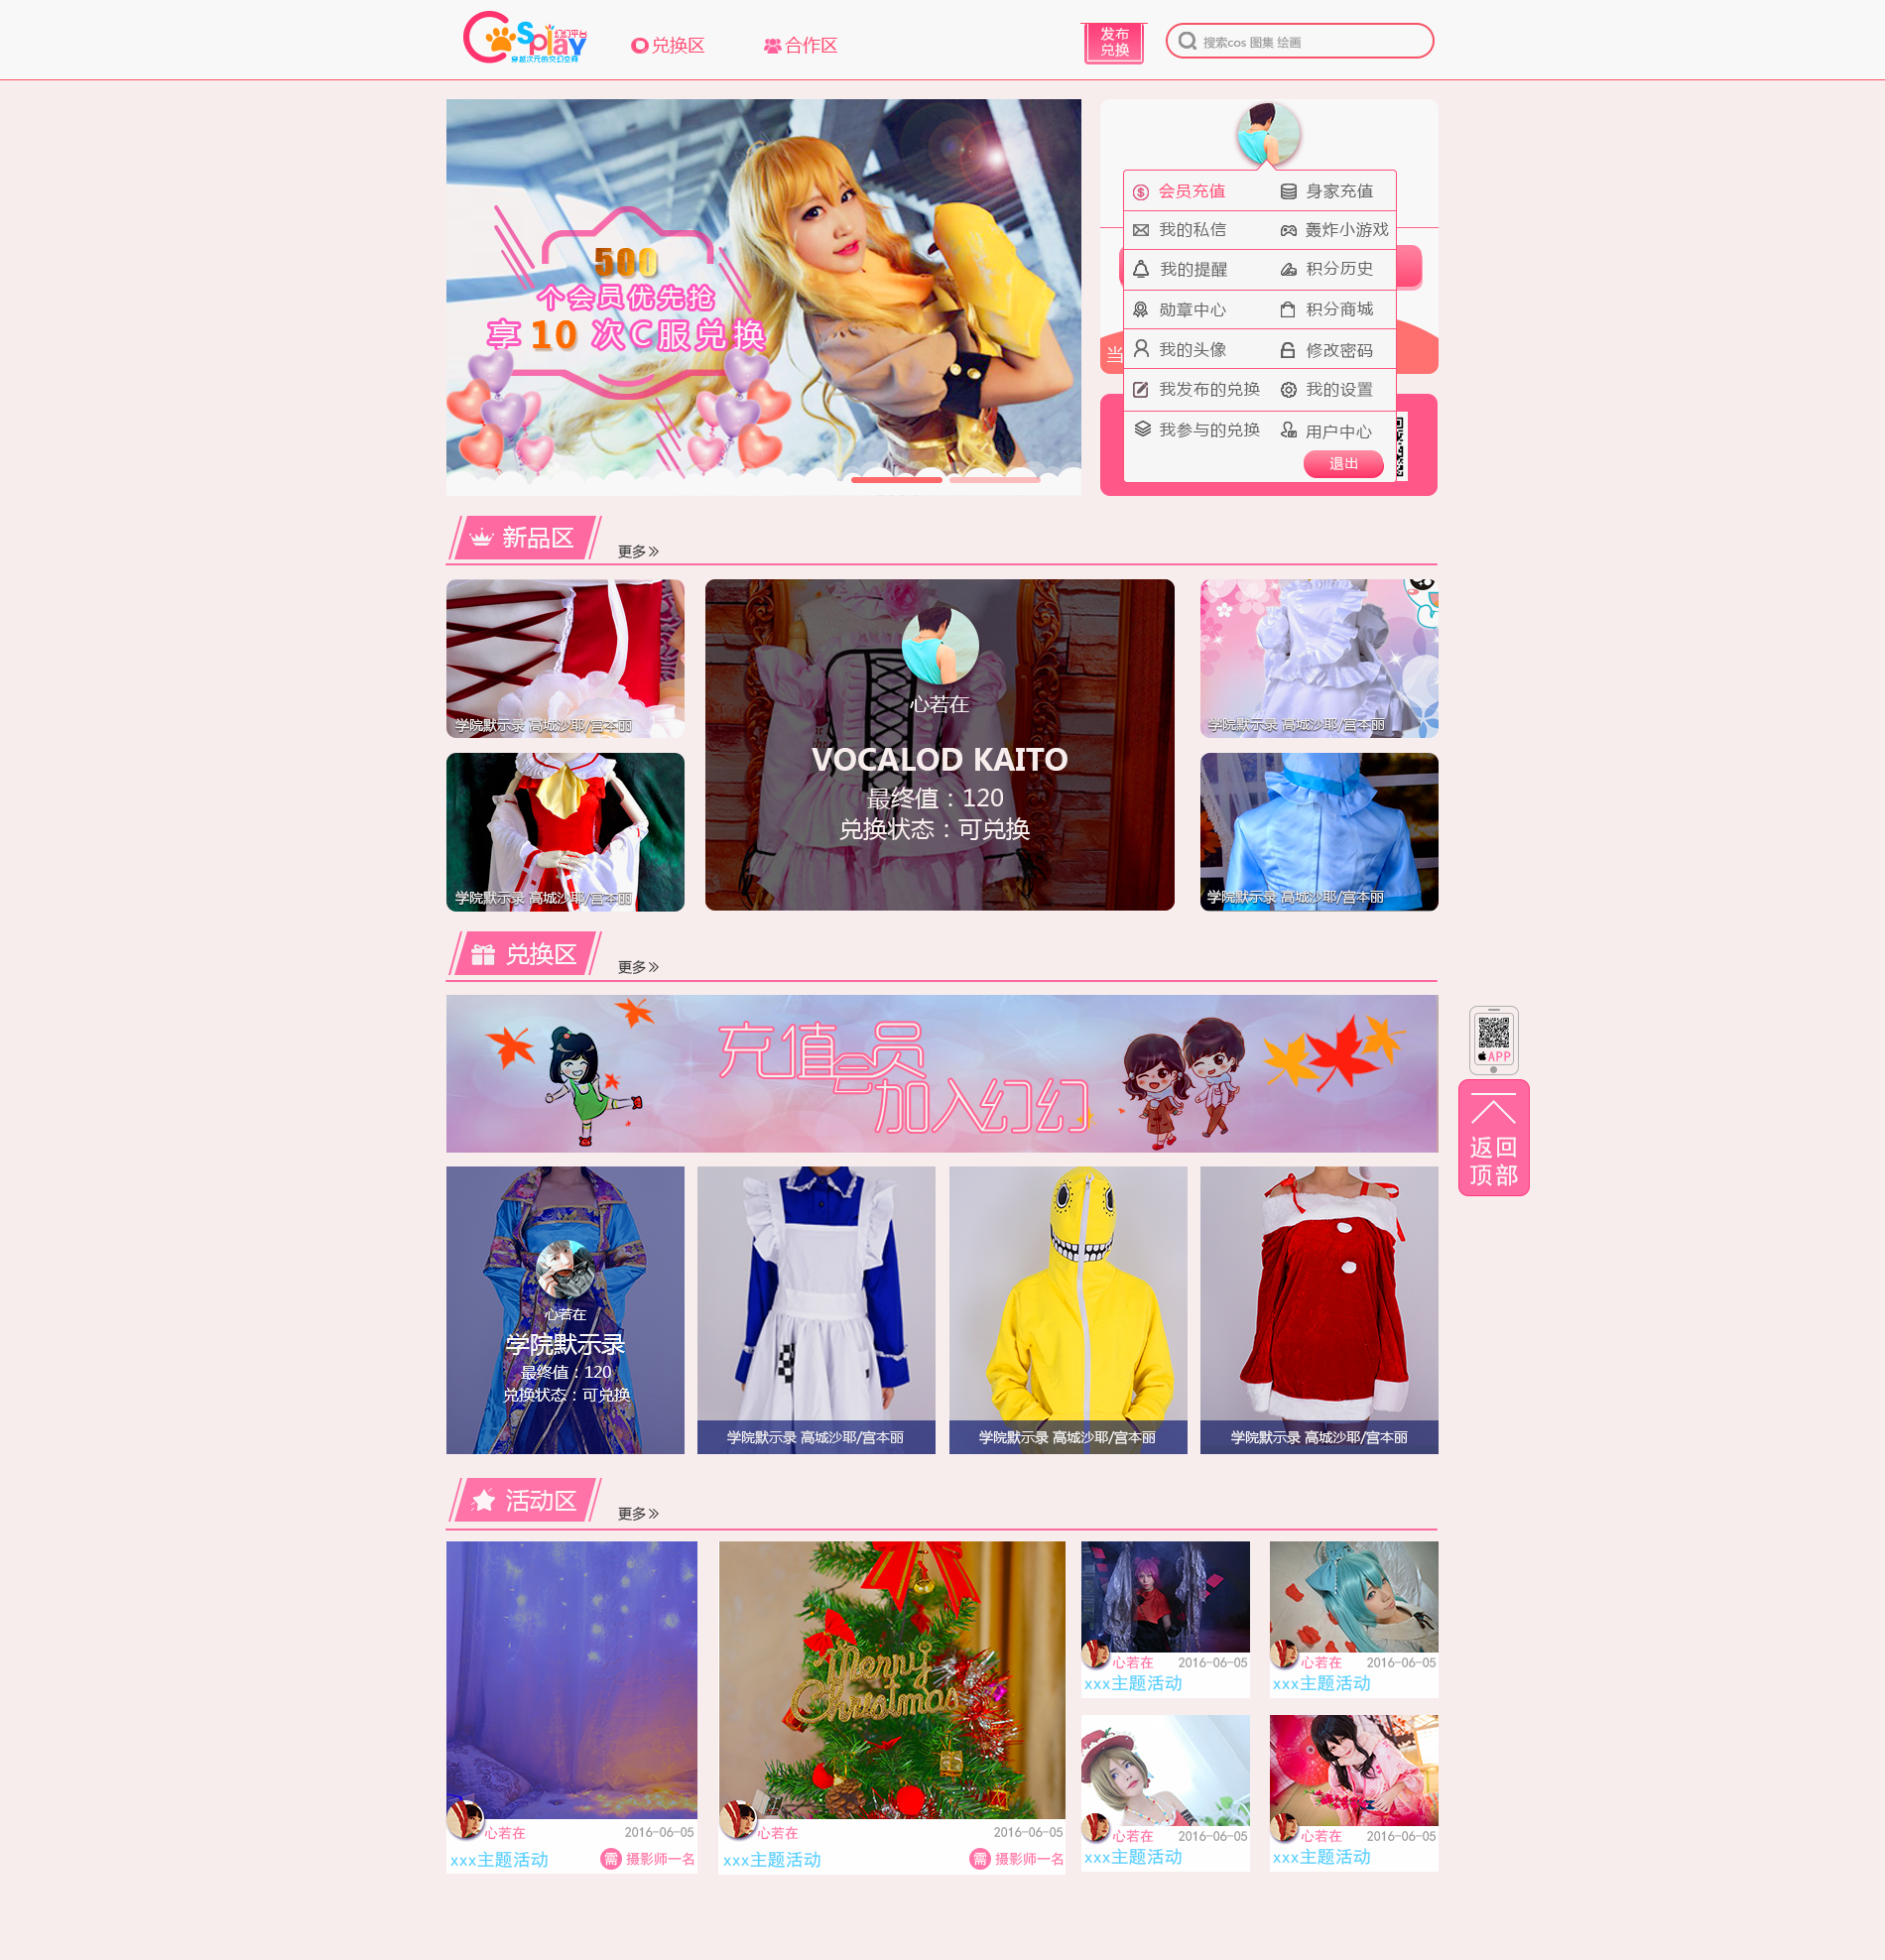 Cosplay
幻幻平台
穿越次元的交幻空间
兑换区
合作区
发布
兑换
搜索cos 图集 绘画
500
个会员优先抢
享 10 次C服兑换
会员充值
身家充值
我的私信
轰炸小游戏
我的提醒
积分历史
勋章中心
积分商城
当
我的头像
修改密码
我发布的兑换
我的设置
我参与的兑换
用户中心
退出
新品区
更多
学院默示录 高城沙耶/宫本丽
学院默示录 高城沙耶/宫本丽
心若在
VOCALOD KAITO
最终值：120
兑换状态：可兑换
学院默示录 高城沙耶/宫本丽
学院默示录 高城沙耶/宫本丽
兑换区
更多
充值会员
加入幻幻
APP
返回
顶部
心若在
学院默示录
最终值：120
兑换状态：可兑换
学院默示录 高城沙耶/宫本丽
学院默示录 高城沙耶/宫本丽
学院默示录 高城沙耶/宫本丽
活动区
更多
心若在 2016-06-05
xxx主题活动 需 摄影师一名
Merry
Christmas
心若在 2016-06-05
xxx主题活动 需 摄影师一名
心若在 2016-06-05
xxx主题活动
心若在 2016-06-05
xxx主题活动
心若在 2016-06-05
xxx主题活动
心若在 2016-06-05
xxx主题活动